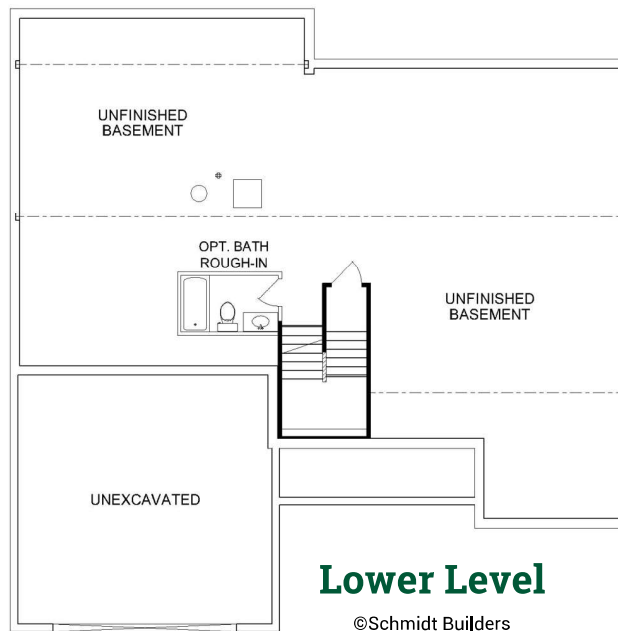 UNFINISHED
BASEMENT
OPT. BATH
ROUGH-IN
UNFINISHED
BASEMENT
UNEXCAVATED
Lower Level
©Schmidt Builders